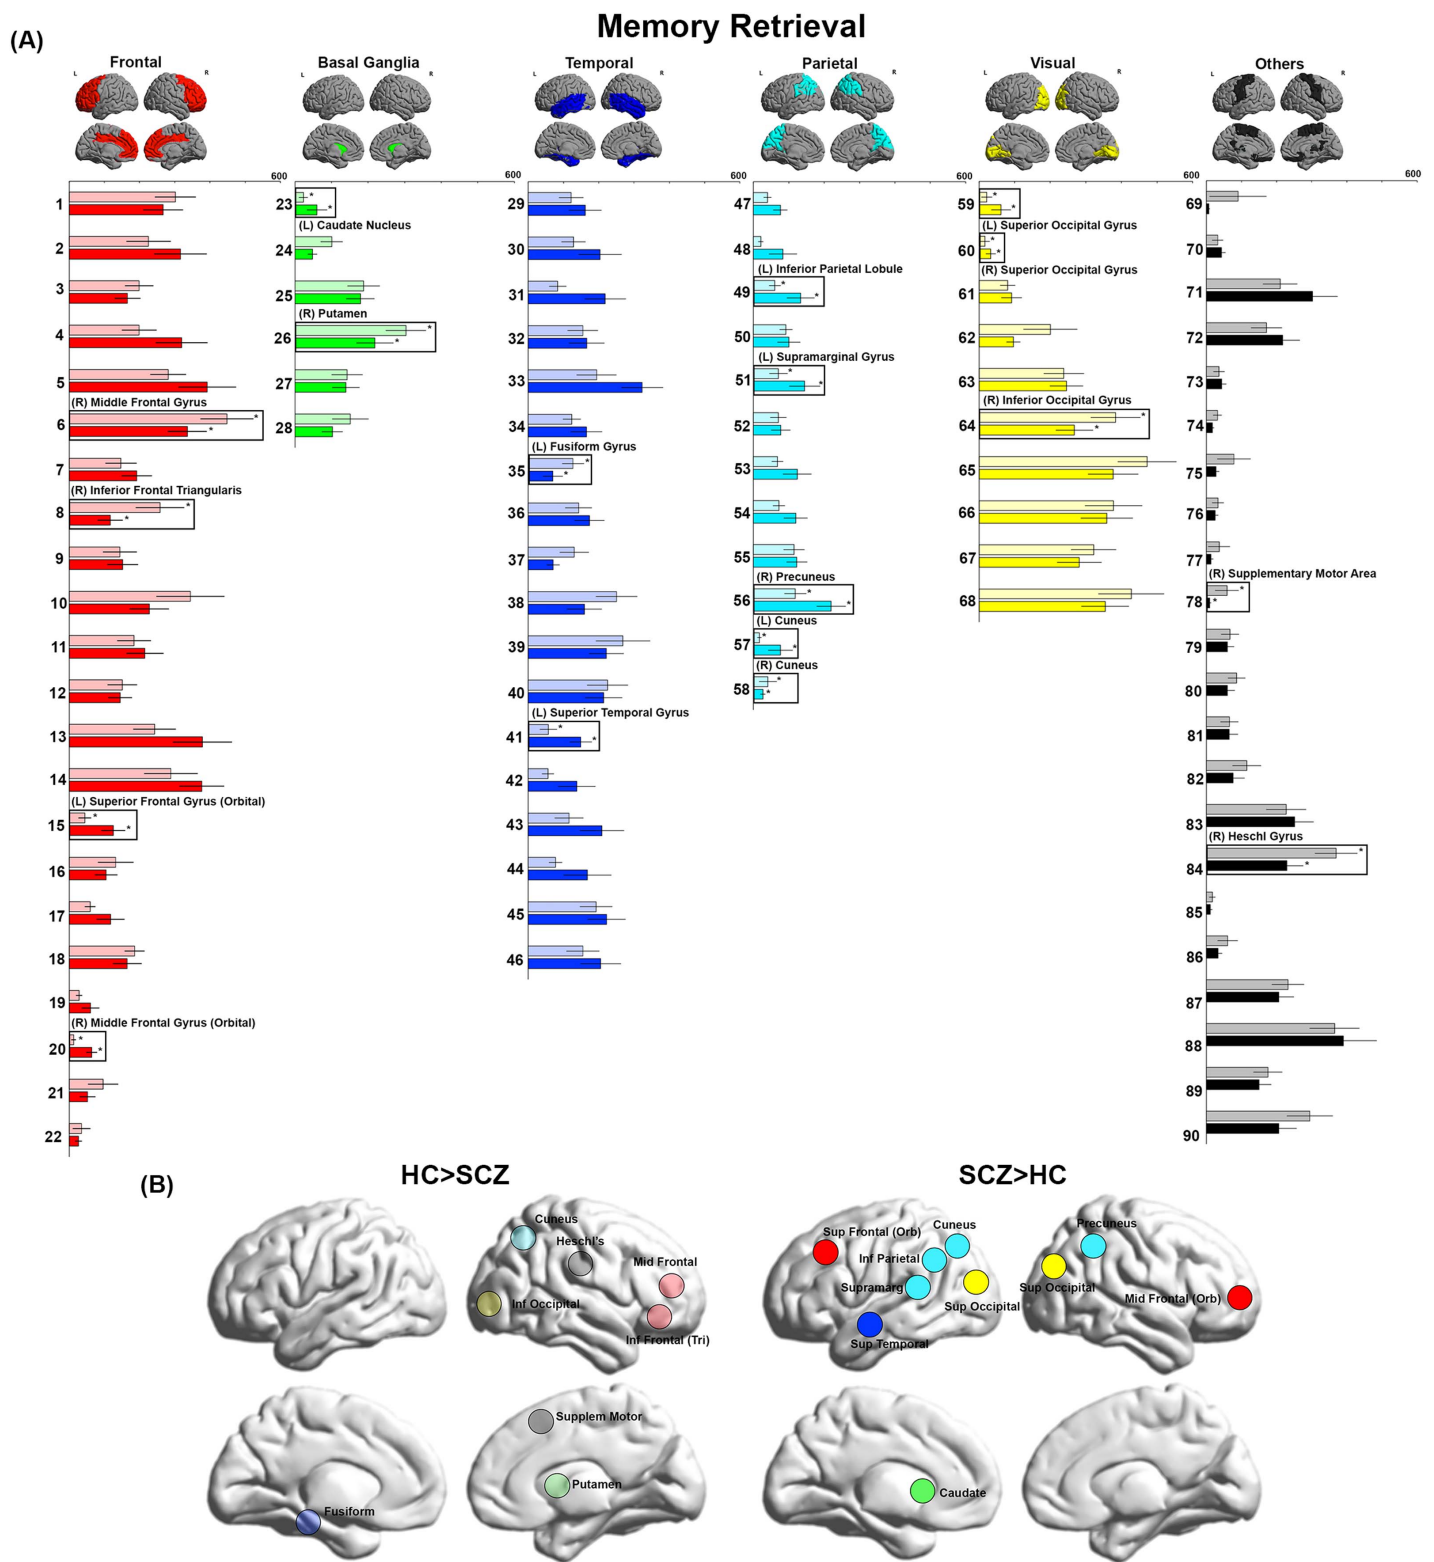 Memory Retrieval
(A)
Frontal
Basal Ganglia
Temporal
Parietal
Visual
Others
L R
L R
L R
L R
L R
L R
600
600
600
600
600
600
1
2
3
4
5
(R) Middle Frontal Gyrus
6 * *
7
(R) Inferior Frontal Triangularis
8 * *
9
10
11
12
13
14
(L) Superior Frontal Gyrus (Orbital)
15 * *
16
17
18
19
(R) Middle Frontal Gyrus (Orbital)
20 * *
21
22
23 * *
(L) Caudate Nucleus
24
25
(R) Putamen
26 * *
27
28
29
30
31
32
33
34
(L) Fusiform Gyrus
35 * *
36
37
38
39
40
(L) Superior Temporal Gyrus
41 * *
42
43
44
45
46
47
48
(L) Inferior Parietal Lobule
49 * *
50
(L) Supramarginal Gyrus
51 * *
52
53
54
55
(R) Precuneus
56 * *
(L) Cuneus
57 * *
(R) Cuneus
58 * *
59 * *
(L) Superior Occipital Gyrus
60 * *
(R) Superior Occipital Gyrus
61
62
63
(R) Inferior Occipital Gyrus
64 * *
65
66
67
68
69
70
71
72
73
74
75
76
77
(R) Supplementary Motor Area
78 * *
79
80
81
82
83
(R) Heschl Gyrus
84 * *
85
86
87
88
89
90
(B)
HC>SCZ
SCZ>HC
Cuneus
Heschl's
Mid Frontal
Inf Occipital
Inf Frontal (Tri)
Supplem Motor
Putamen
Fusiform
Sup Frontal (Orb)
Cuneus
Inf Parietal
Supramarg
Sup Occipital
Sup Temporal
Precuneus
Sup Occipital
Mid Frontal (Orb)
Caudate